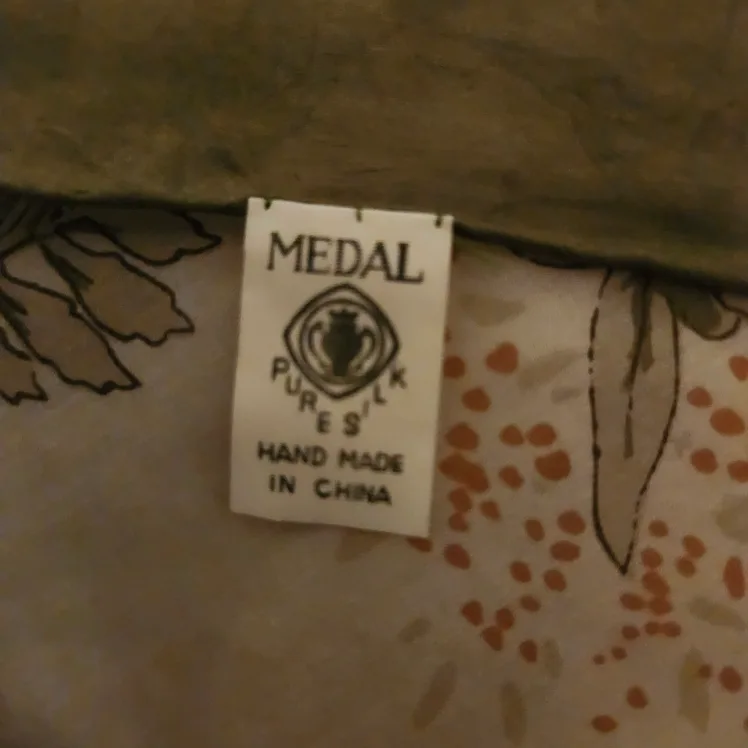 MEDAL
PURE SILK
HAND MADE
IN CHINA